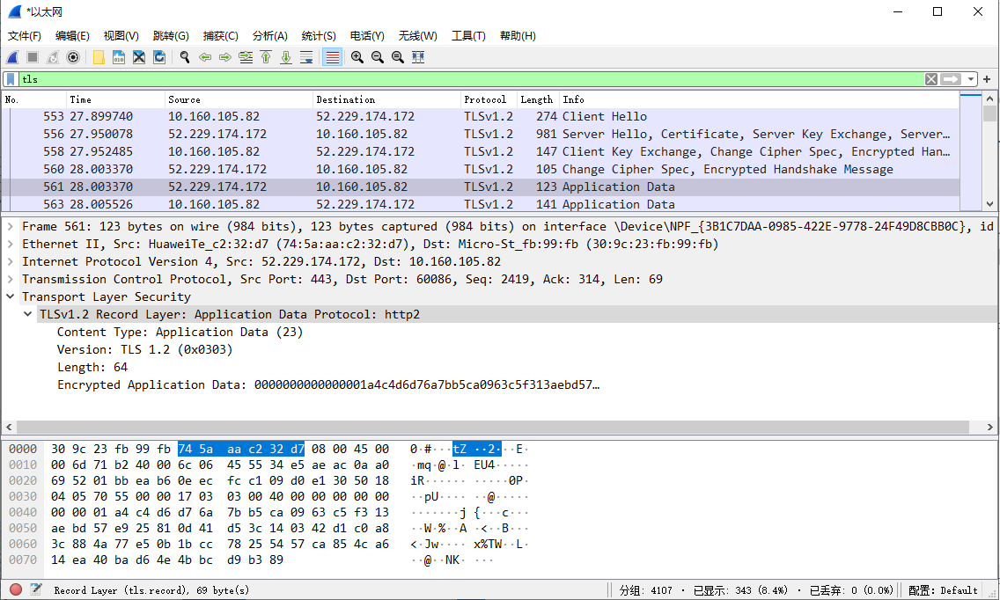 *以太网
文件(F) 编辑(E) 视图(V) 跳转(G) 捕获(C) 分析(A) 统计(S) 电话(Y) 无线(W) 工具(T) 帮助(H)
tls
No. Time Source Destination Protocol Length Info
553 27.899740 10.160.105.82 52.229.174.172 TLSv1.2 274 Client Hello
556 27.950078 52.229.174.172 10.160.105.82 TLSv1.2 981 Server Hello, Certificate, Server Key Exchange, Server…
558 27.952485 10.160.105.82 52.229.174.172 TLSv1.2 147 Client Key Exchange, Change Cipher Spec, Encrypted Han…
560 28.003370 52.229.174.172 10.160.105.82 TLSv1.2 105 Change Cipher Spec, Encrypted Handshake Message
561 28.003370 52.229.174.172 10.160.105.82 TLSv1.2 123 Application Data
563 28.005526 10.160.105.82 52.229.174.172 TLSv1.2 141 Application Data
Frame 561: 123 bytes on wire (984 bits), 123 bytes captured (984 bits) on interface \Device\NPF_{3B1C7DAA-0985-422E-9778-24F49D8CBB0C}, id
Ethernet II, Src: HuaweiTe_c2:32:d7 (74:5a:aa:c2:32:d7), Dst: Micro-St_fb:99:fb (30:9c:23:fb:99:fb)
Internet Protocol Version 4, Src: 52.229.174.172, Dst: 10.160.105.82
Transmission Control Protocol, Src Port: 443, Dst Port: 60086, Seq: 2419, Ack: 314, Len: 69
Transport Layer Security
TLSv1.2 Record Layer: Application Data Protocol: http2
Content Type: Application Data (23)
Version: TLS 1.2 (0x0303)
Length: 64
Encrypted Application Data: 0000000000000001a4c4d6d76a7bb5ca0963c5f313aebd57…
0000 30 9c 23 fb 99 fb 74 5a aa c2 32 d7 08 00 45 00 0·#···tZ ··2···E·
0010 00 6d 71 b2 40 00 6c 06 45 55 34 e5 ae ac 0a a0 ·mq·@·l· EU4·····
0020 69 52 01 bb ea b6 0e ec fc c1 09 d0 e1 30 50 18 iR······ ·····0P·
0030 04 05 70 55 00 00 17 03 03 00 40 00 00 00 00 00 ··pU···· ··@·····
0040 00 00 01 a4 c4 d6 d7 6a 7b b5 ca 09 63 c5 f3 13 ·······j {···c···
0050 ae bd 57 e9 25 81 0d 41 d5 3c 14 03 42 d1 c0 a8 ··W·%··A ·<··B···
0060 3c 88 4a 77 e5 0b 1b cc 78 25 54 57 ca 85 4c a6 <·Jw···· x%TW··L·
0070 14 ea 40 ba d6 4e 4b bc d9 b3 89 ··@··NK· ···
Record Layer (tls.record), 69 byte(s) 分组: 4107 · 已显示: 343 (8.4%) · 已丢弃: 0 (0.0%) 配置: Default